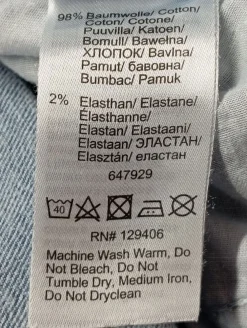 98% Baumwolle/ Cotton/
Coton/ Cotone/
Puuvilla/ Katoen/
Bomull/ Bawełna/
ХЛОПОК/ Bavlna/
Pamut/ бавовна/
Bumbac/ Pamuk
2% Elasthan/ Elastane/
Élasthanne/
Elastan/ Elastaani/
Elastaan/ ЭЛАСТАН/
Elasztán/ еластан
647929
40
RN# 129406
Machine Wash Warm, Do
Not Bleach, Do Not
Tumble Dry, Medium Iron,
Do Not Dryclean